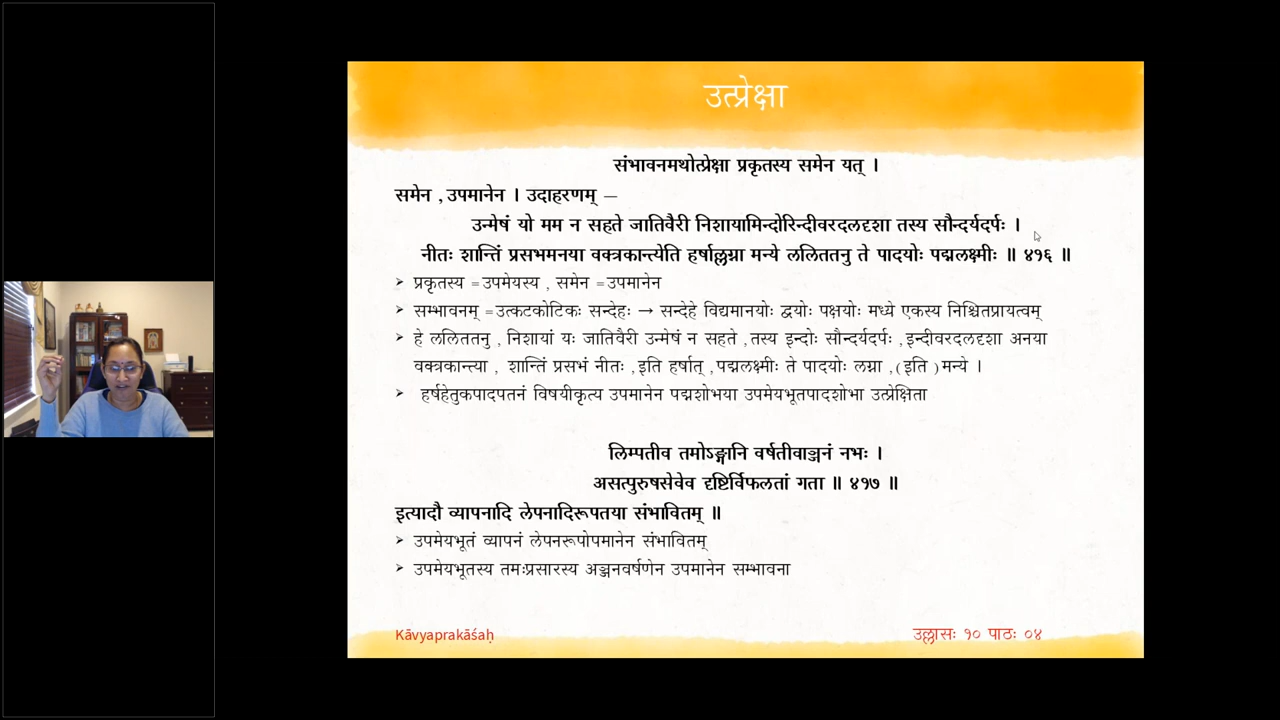 उत्प्रेक्षा
संभावनमथोत्प्रेक्षा प्रकृतस्य समेन यत् ।
समेन , उपमानेन । उदाहरणम् —
उन्मेषं यो मम न सहते जातिवैरी निशायामिन्दोरिन्दीवरदलदृशा तस्य सौन्दर्यदर्पः ।
नीतः शान्तिं प्रसभमनया वक्त्रकान्त्येति हर्षाल्लग्ना मन्ये ललिततनु ते पादयोः पद्मलक्ष्मीः ॥ ४१६ ॥
➢ प्रकृतस्य = उपमेयस्य , समेन = उपमानेन
➢ सम्भावनम् = उत्कटकोटिकः सन्देहः → सन्देहे विद्यमानयोः द्वयोः पक्षयोः मध्ये एकस्य निश्चितप्रायत्वम्
➢ हे ललिततनु , निशायां यः जातिवैरी उन्मेषं न सहते , तस्य इन्दोः सौन्दर्यदर्पः , इन्दीवरदलदृशा अनया
वक्त्रकान्त्या , शान्तिं प्रसभं नीतः , इति हर्षात् , पद्मलक्ष्मीः ते पादयोः लग्ना , ( इति ) मन्ये ।
➢ हर्षहेतुकपादपतनं विषयीकृत्य उपमानेन पद्मशोभया उपमेयभूतपादशोभा उत्प्रेक्षिता
लिम्पतीव तमोऽङ्गानि वर्षतीवाञ्जनं नभः ।
असत्पुरुषसेवेव दृष्टिर्विफलतां गता ॥ ४१७ ॥
इत्यादौ व्यापनादि लेपनादिरूपतया संभावितम् ॥
➢ उपमेयभूतं व्यापनं लेपनरूपोपमानेन संभावितम्
➢ उपमेयभूतस्य तमःप्रसारस्य अञ्जनवर्षणेन उपमानेन सम्भावना
Kāvyaprakāśaḥ
उल्लासः १० पाठः ०४